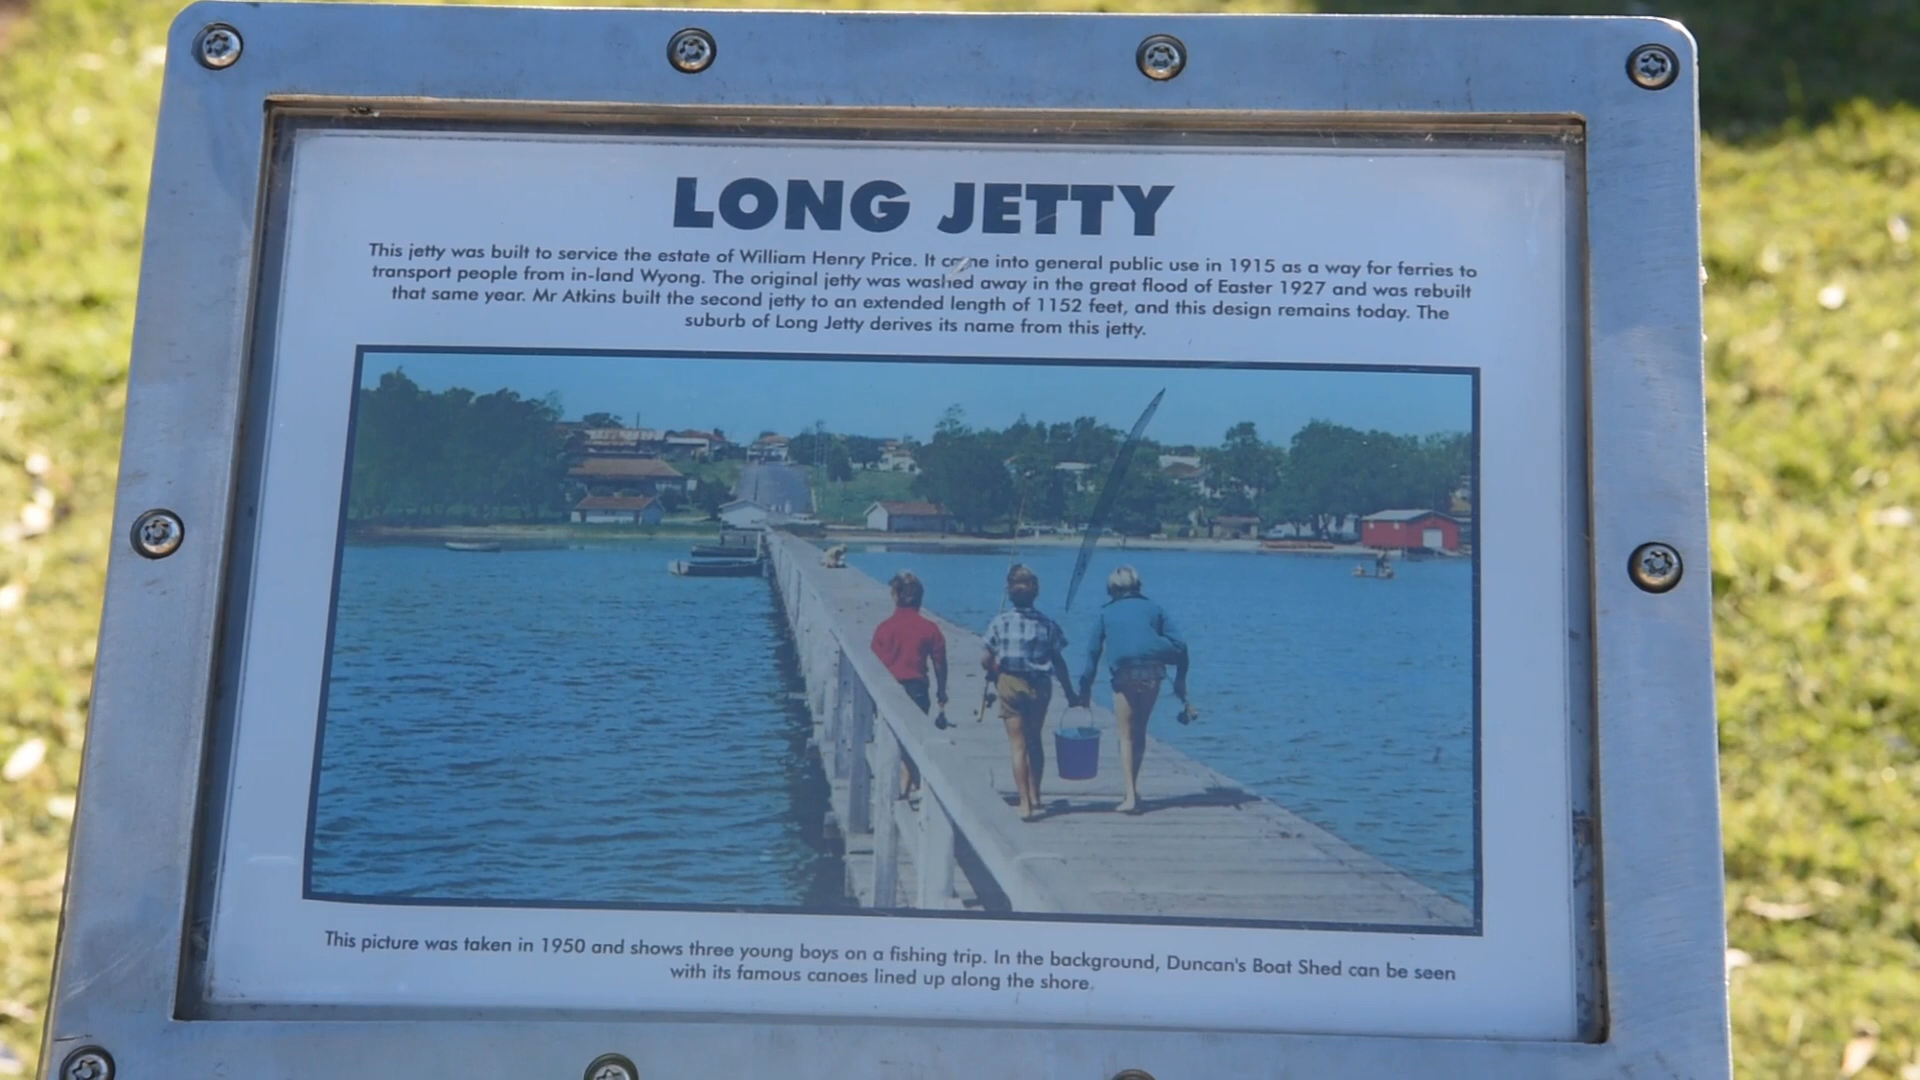 LONG JETTY
This jetty was built to service the estate of William Henry Price. It came into general public use in 1915 as a way for ferries to
transport people from in-land Wyong. The original jetty was washed away in the great flood of Easter 1927 and was rebuilt
that same year. Mr Atkins built the second jetty to an extended length of 1152 feet, and this design remains today. The
suburb of Long Jetty derives its name from this jetty.
This picture was taken in 1950 and shows three young boys on a fishing trip. In the background, Duncan's Boat Shed can be seen
with its famous canoes lined up along the shore.